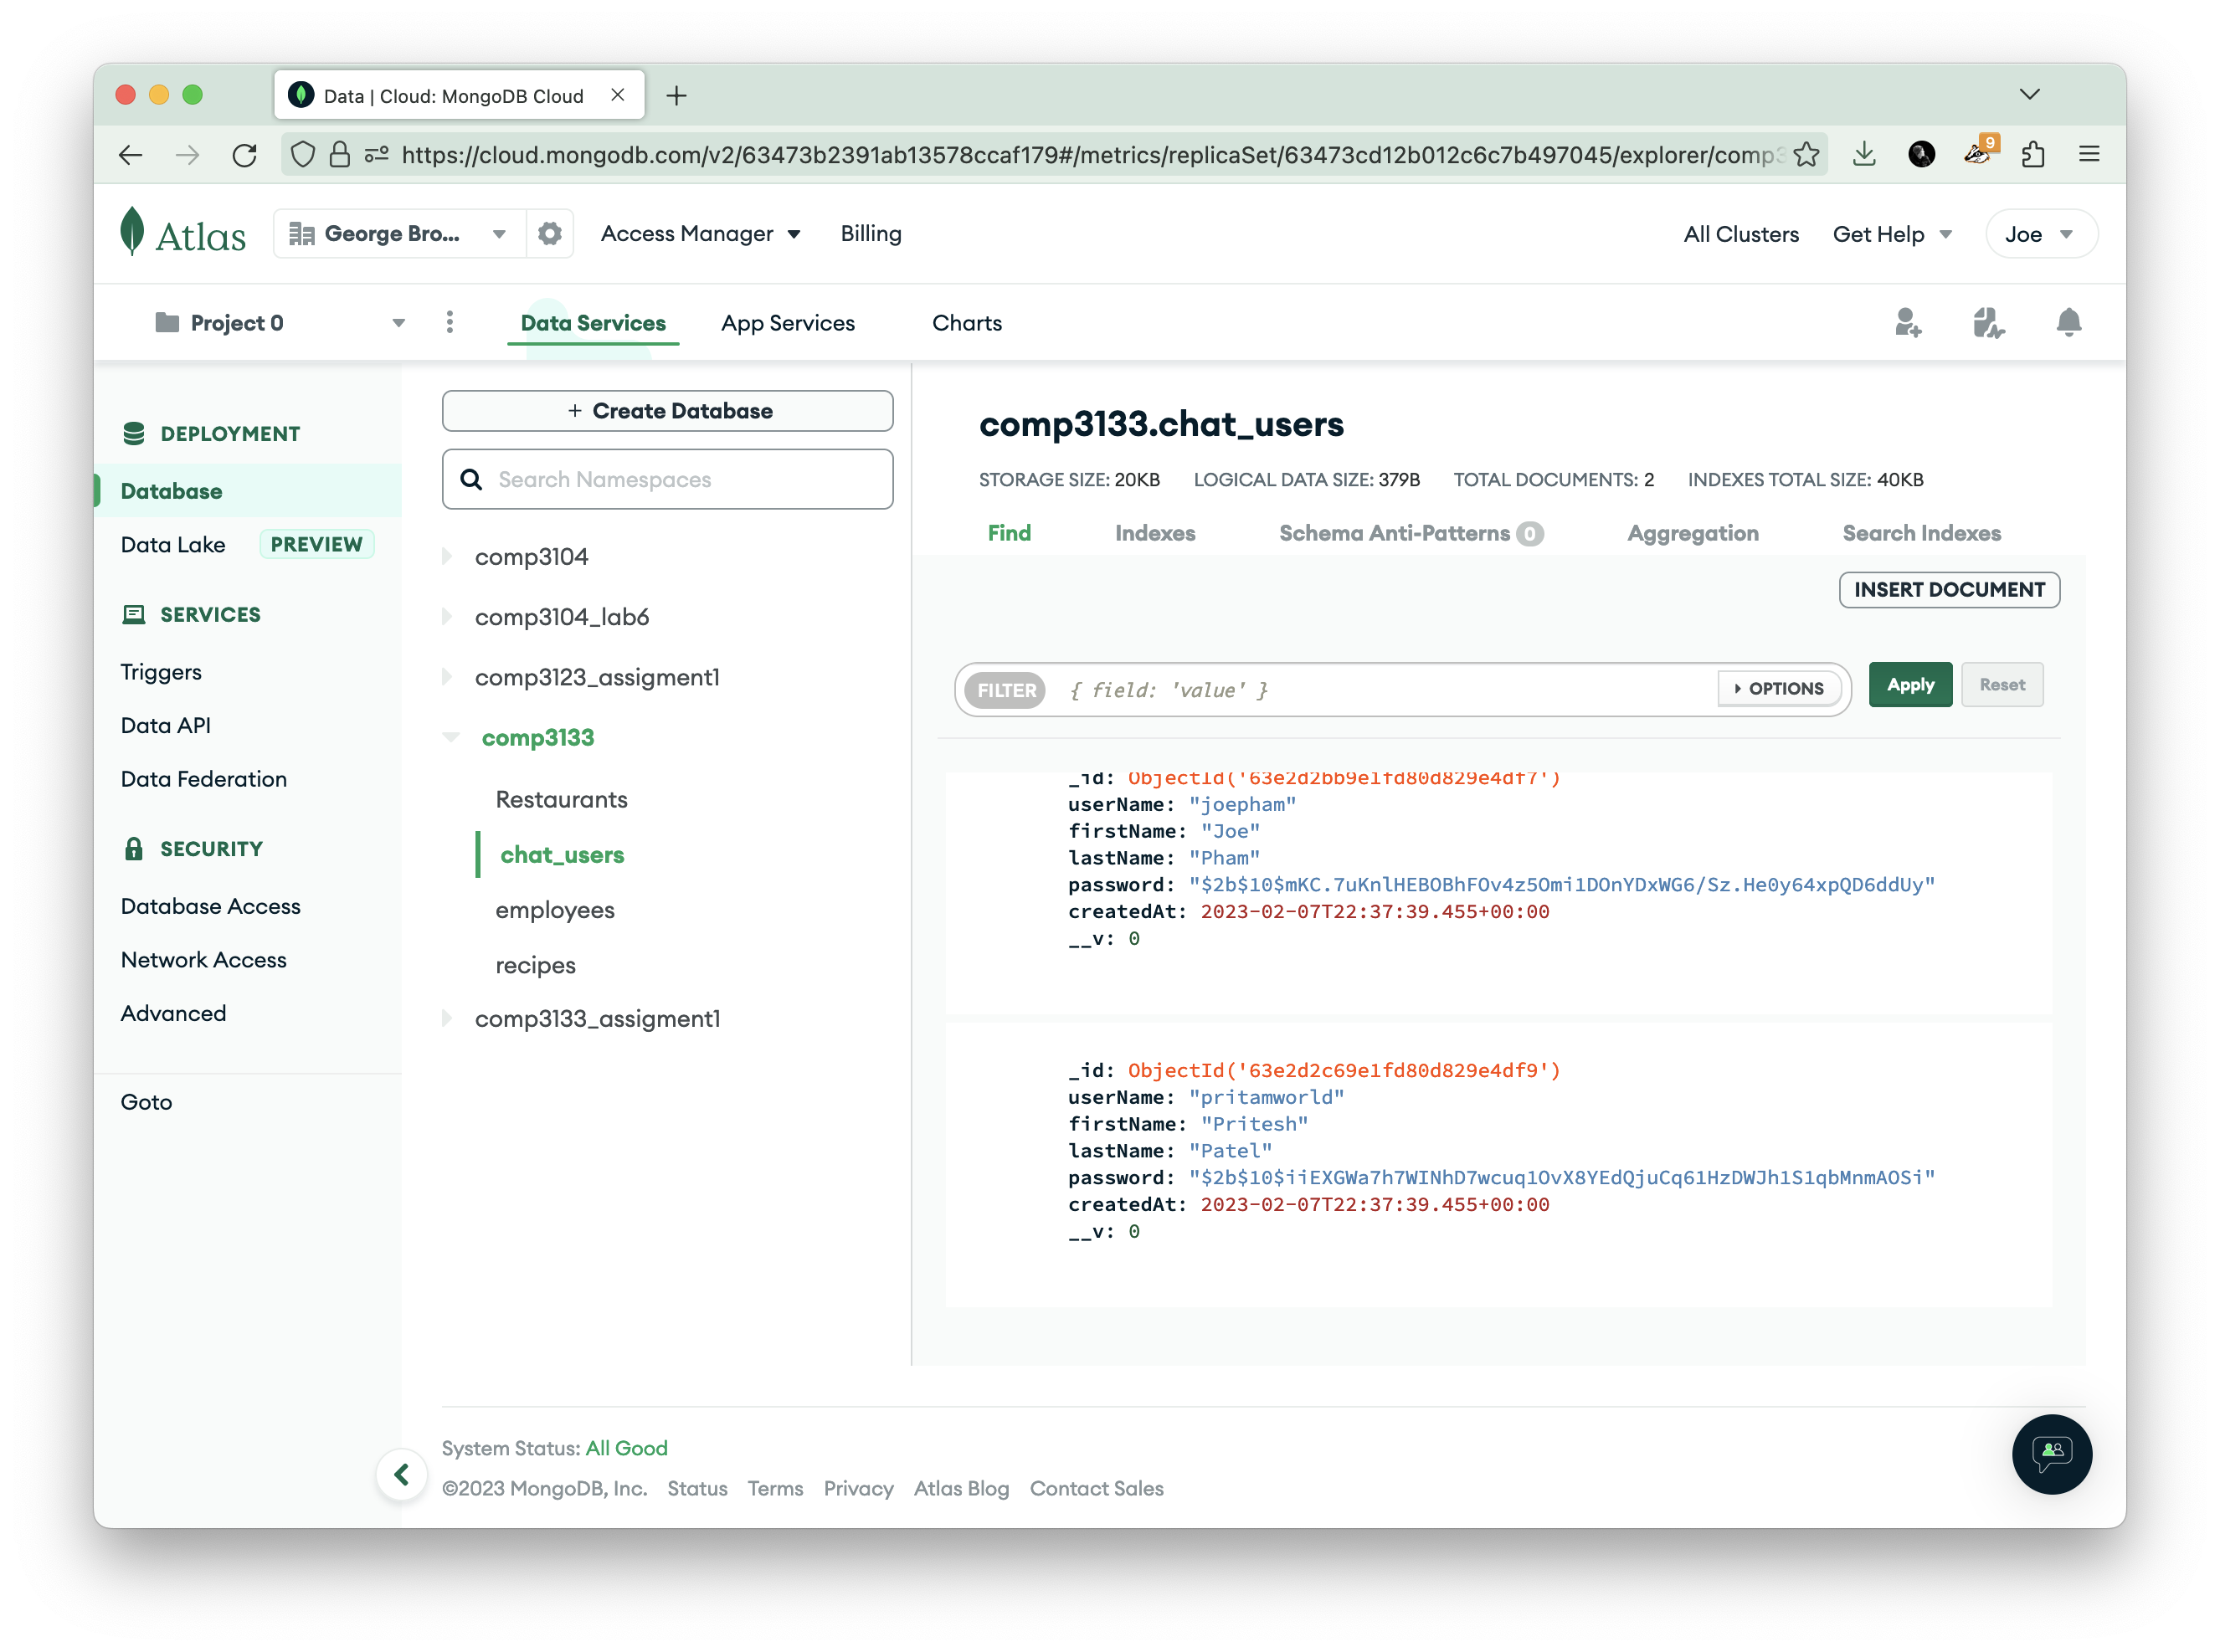 Data | Cloud: MongoDB Cloud
https://cloud.mongodb.com/v2/63473b2391ab13578ccaf179#/metrics/replicaSet/63473cd12b012c6c7b497045/explorer/comp3
9
Atlas
George Bro...
Access Manager
Billing
All Clusters
Get Help
Joe
Project 0
Data Services
App Services
Charts
DEPLOYMENT
Database
Data Lake
PREVIEW
SERVICES
Triggers
Data API
Data Federation
SECURITY
Database Access
Network Access
Advanced
Goto
+ Create Database
Search Namespaces
comp3104
comp3104_lab6
comp3123_assigment1
comp3133
Restaurants
chat_users
employees
recipes
comp3133_assigment1
comp3133.chat_users
STORAGE SIZE: 20KB LOGICAL DATA SIZE: 379B TOTAL DOCUMENTS: 2 INDEXES TOTAL SIZE: 40KB
Find
Indexes
Schema Anti-Patterns 0
Aggregation
Search Indexes
INSERT DOCUMENT
FILTER { field: 'value' }
OPTIONS
Apply
Reset
_id: ObjectId('63e2d2bb9e1fd80d829e4df7')
userName: "joepham"
firstName: "Joe"
lastName: "Pham"
password: "$2b$10$mKC.7uKnlHEBOBhFOv4z5Omi1DOnYDxWG6/Sz.He0y64xpQD6ddUy"
createdAt: 2023-02-07T22:37:39.455+00:00
__v: 0
_id: ObjectId('63e2d2c69e1fd80d829e4df9')
userName: "pritamworld"
firstName: "Pritesh"
lastName: "Patel"
password: "$2b$10$iiEXGWa7h7WINhD7wcuq1OvX8YEdQjuCq61HzDWJh1S1qbMnmAOSi"
createdAt: 2023-02-07T22:37:39.455+00:00
__v: 0
System Status: All Good
©2023 MongoDB, Inc. Status Terms Privacy Atlas Blog Contact Sales